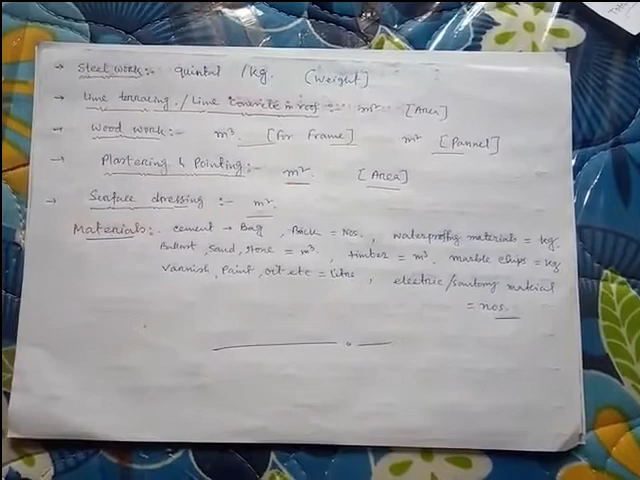 → Steel work:- quintal /kg. [Weight]
→ Lime terracing. / Lime concrete in roof :- m² [Area]
→ Wood work:- m³. [For Frame] m² [Pannel]
→ Plastering & Pointing:- m². [Area]
→ Surface dressing :- m².
Materials:- cement → Bag, Brick = Nos., waterproofing materials = kg.
Ballast, Sand, stone = m³., timber = m³. marble chips = kg
Varnish, Paint, oil etc = litre, electric/sanitary material
= nos.